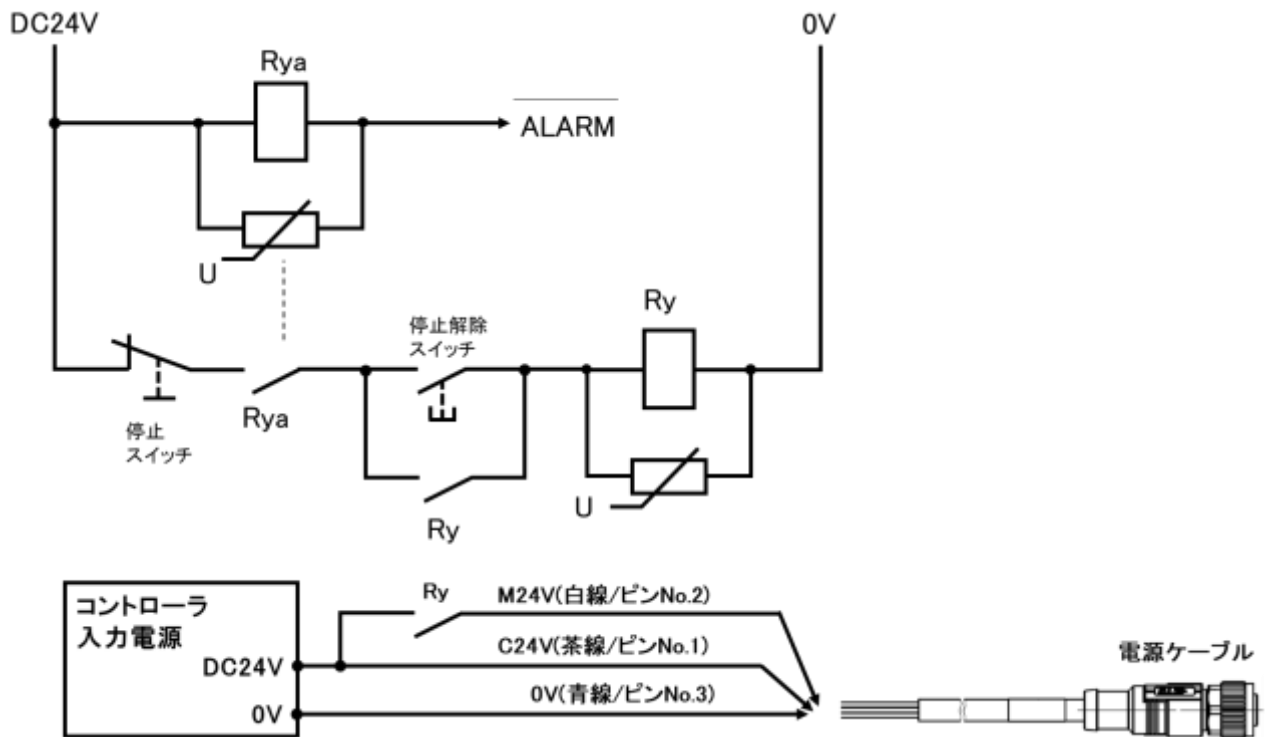 DC24V
0V
Rya
ALARM
U
停止解除
スイッチ
Ry
Rya
停止
スイッチ
U
Ry
コントローラ
入力電源
DC24V
0V
Ry
M24V(白線/ピンNo.2)
C24V(茶線/ピンNo.1)
0V(青線/ピンNo.3)
電源ケーブル